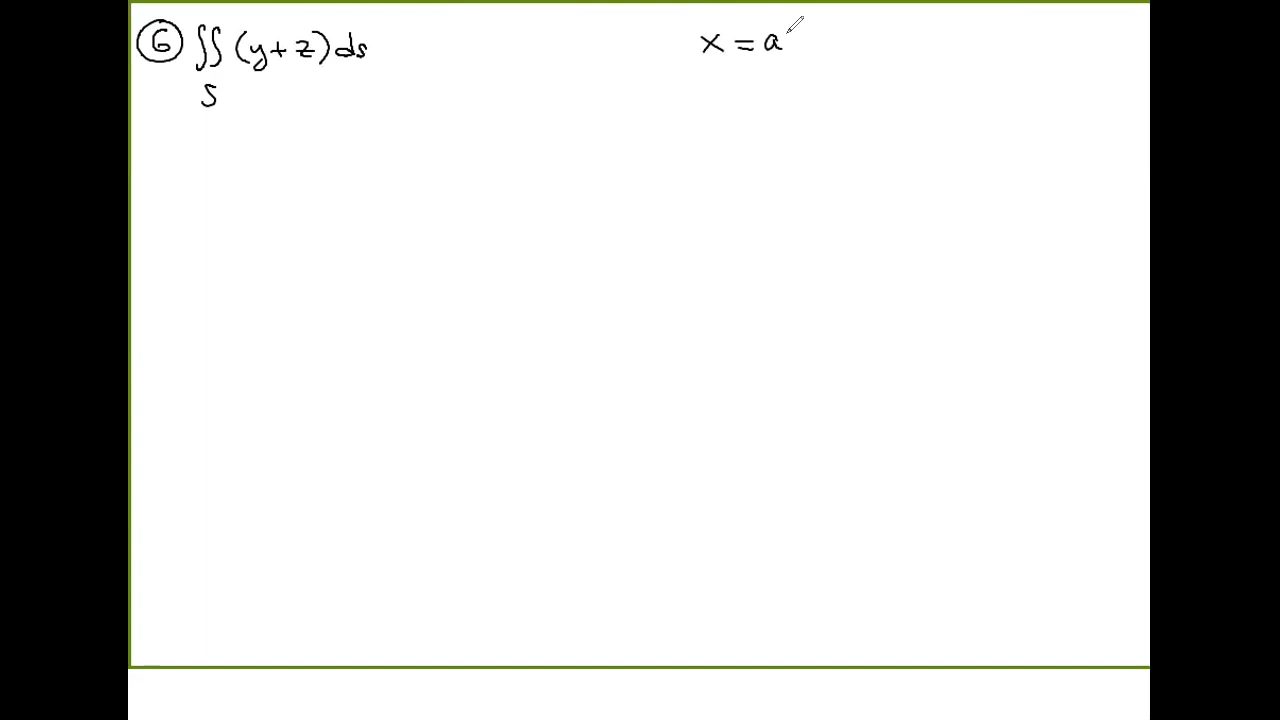 ⑥ ∬ (y+z)ds x = a
S